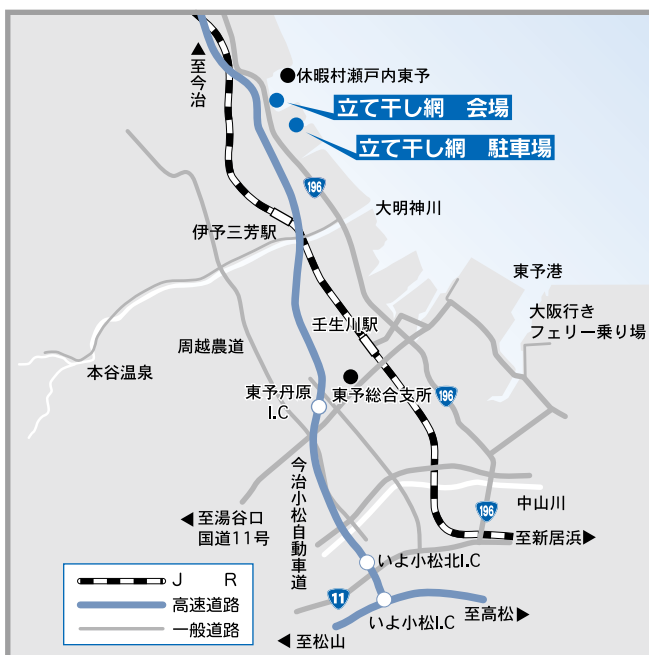 ▲至今治
休暇村瀬戸内東予
立て干し網 会場
立て干し網 駐車場
196
大明神川
伊予三芳駅
東予港
大阪行き
フェリー乗り場
壬生川駅
周越農道
本谷温泉
東予丹原
I.C
東予総合支所
196
今治小松自動車道
中山川
196
◀至湯谷口
国道11号
至新居浜▶
いよ小松北I.C
J R
高速道路
一般道路
11
いよ小松I.C
至高松▶
◀至松山